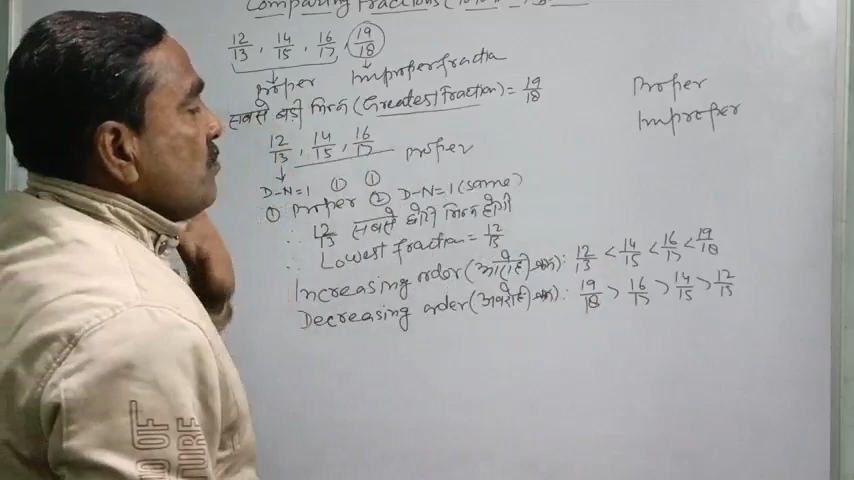 Comparing Fractions
12/13, 14/15, 16/17, 19/18
proper Improper fraction
सबसे बड़ी भिन्न (Greatest Fraction) = 19/18
12/13, 14/15, 16/17 proper
D-N=1 ① ①
① Proper ② D-N=1 (same)
∴ 12/13 सबसे छोटी भिन्न होगी
∴ Lowest fraction = 12/13
Increasing order (आरोही क्रम): 12/13 < 14/15 < 16/17 < 19/18
Decreasing order (अवरोही क्रम): 19/18 > 16/17 > 14/15 > 12/13
Proper
Improper